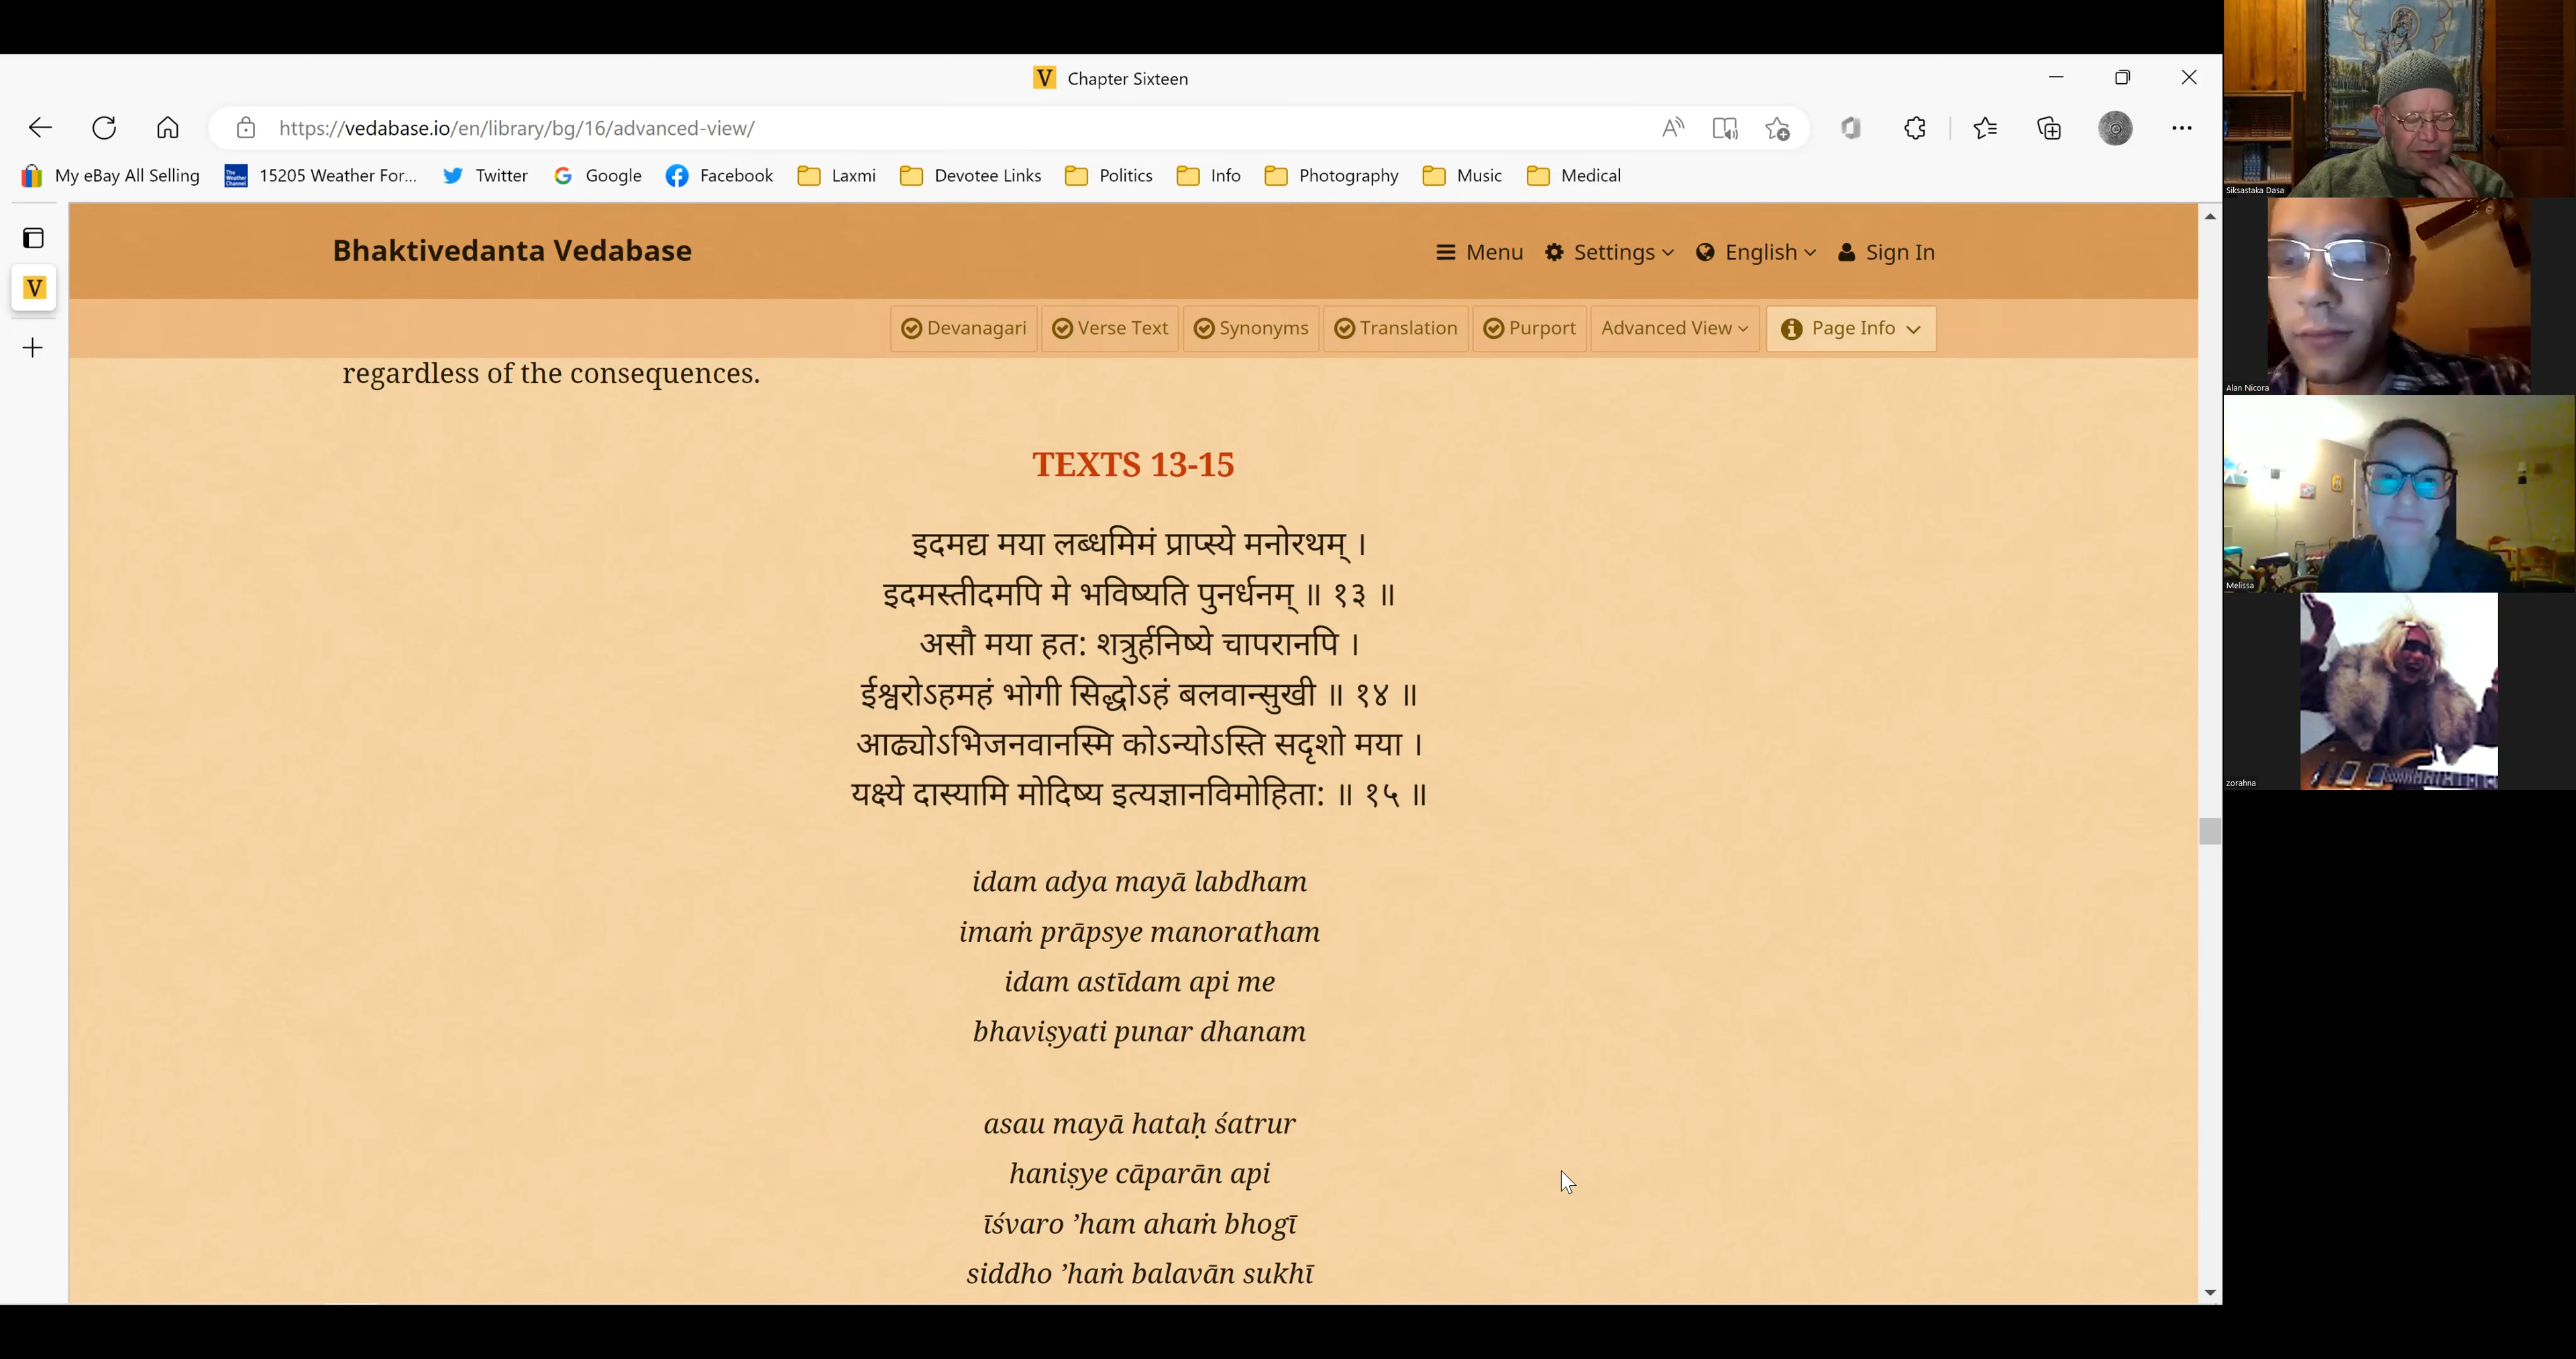 Chapter Sixteen
https://vedabase.io/en/library/bg/16/advanced-view/
My eBay All Selling 15205 Weather For... Twitter Google Facebook Laxmi Devotee Links Politics Info Photography Music Medical
Bhaktivedanta Vedabase Menu Settings English Sign In
Devanagari Verse Text Synonyms Translation Purport Advanced View Page Info
regardless of the consequences.
TEXTS 13-15
इदमद्य मया लब्धमिमं प्राप्स्ये मनोरथम् ।
इदमस्तीदमपि मे भविष्यति पुनर्धनम् ॥ १३ ॥
असौ मया हत: शत्रुर्हनिष्ये चापरानपि ।
ईश्वरोऽहमहं भोगी सिद्धोऽहं बलवान्सुखी ॥ १४ ॥
आढ्योऽभिजनवानस्मि कोऽन्योऽस्ति सदृशो मया ।
यक्ष्ये दास्यामि मोदिष्य इत्यज्ञानविमोहिता: ॥ १५ ॥
idam adya mayā labdham
imaṁ prāpsye manoratham
idam astīdam api me
bhaviṣyati punar dhanam
asau mayā hataḥ śatrur
haniṣye cāparān api
īśvaro ’ham ahaṁ bhogī
siddho ’haṁ balavān sukhī
Siksastaka Dasa
Alan Nicora
Melissa
zorahna